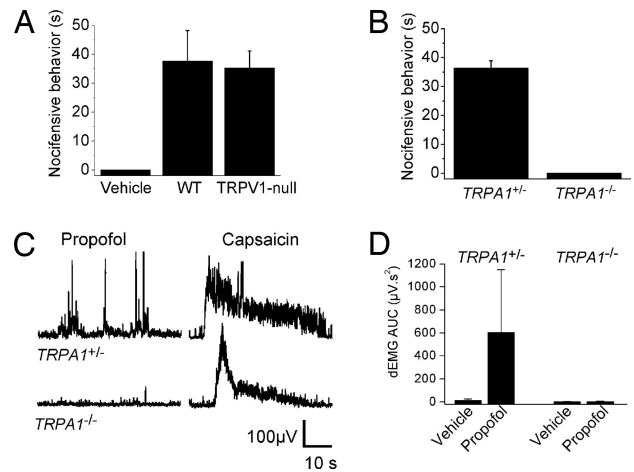 A
Nocifensive behavior (s)
50
40
30
20
10
0
Vehicle WT TRPV1-null
B
Nocifensive behavior (s)
50
40
30
20
10
0
TRPA1+/- TRPA1-/-
C
Propofol Capsaicin
TRPA1+/-
TRPA1-/-
100µV
10 s
D
TRPA1+/- TRPA1-/-
dEMG AUC (µV.s2)
1200
1000
800
600
400
200
0
Vehicle Propofol Vehicle Propofol